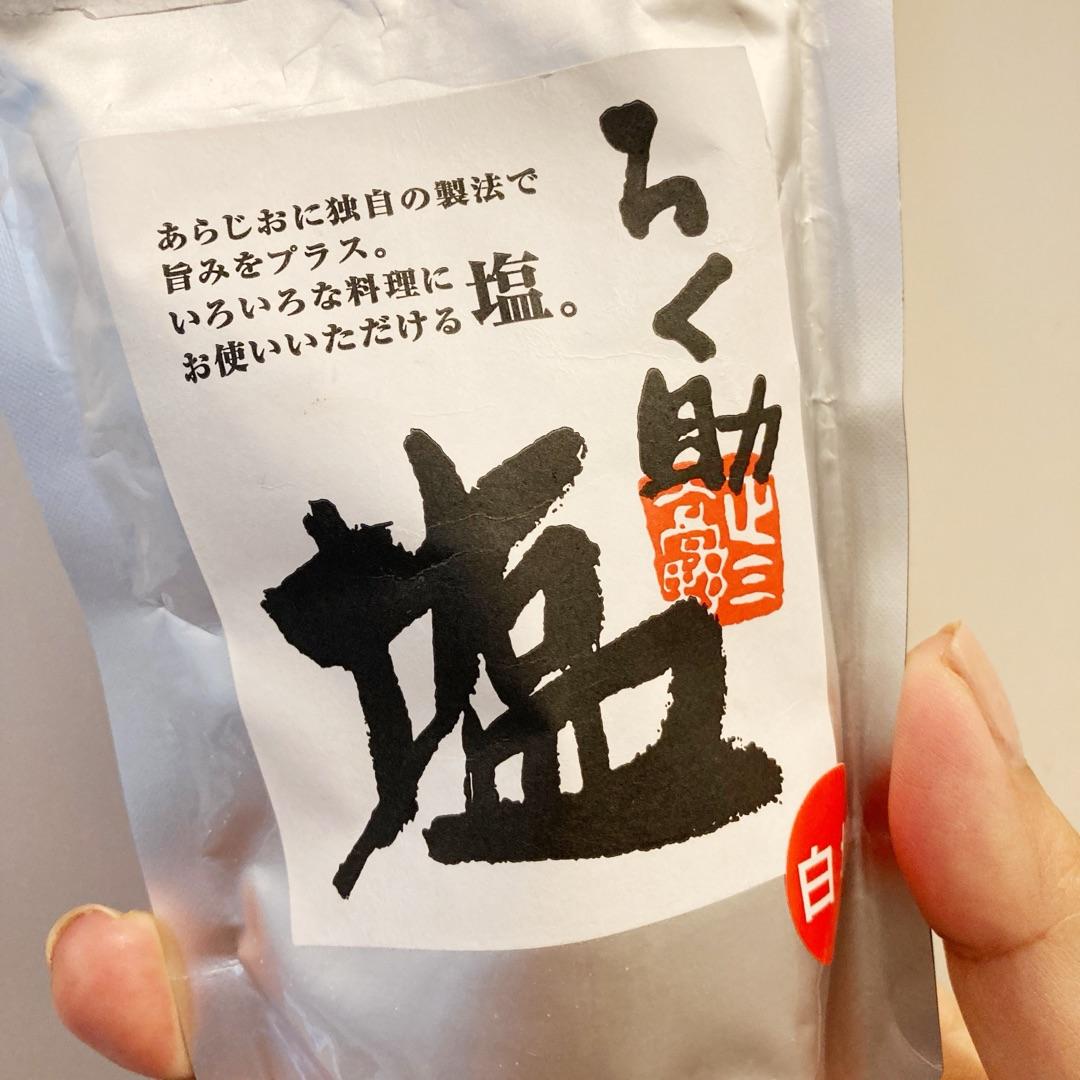 ろく助
塩
あらじおに独自の製法で
旨みをプラス。
いろいろな料理に
お使いいただける
塩。
白